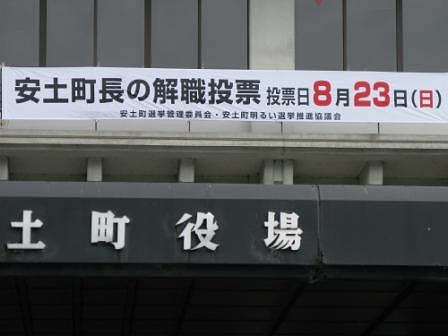 安土町長の解職投票 投票日8月23日(日)
安土町選挙管理委員会・安土町明るい選挙推進協議会
土町役場